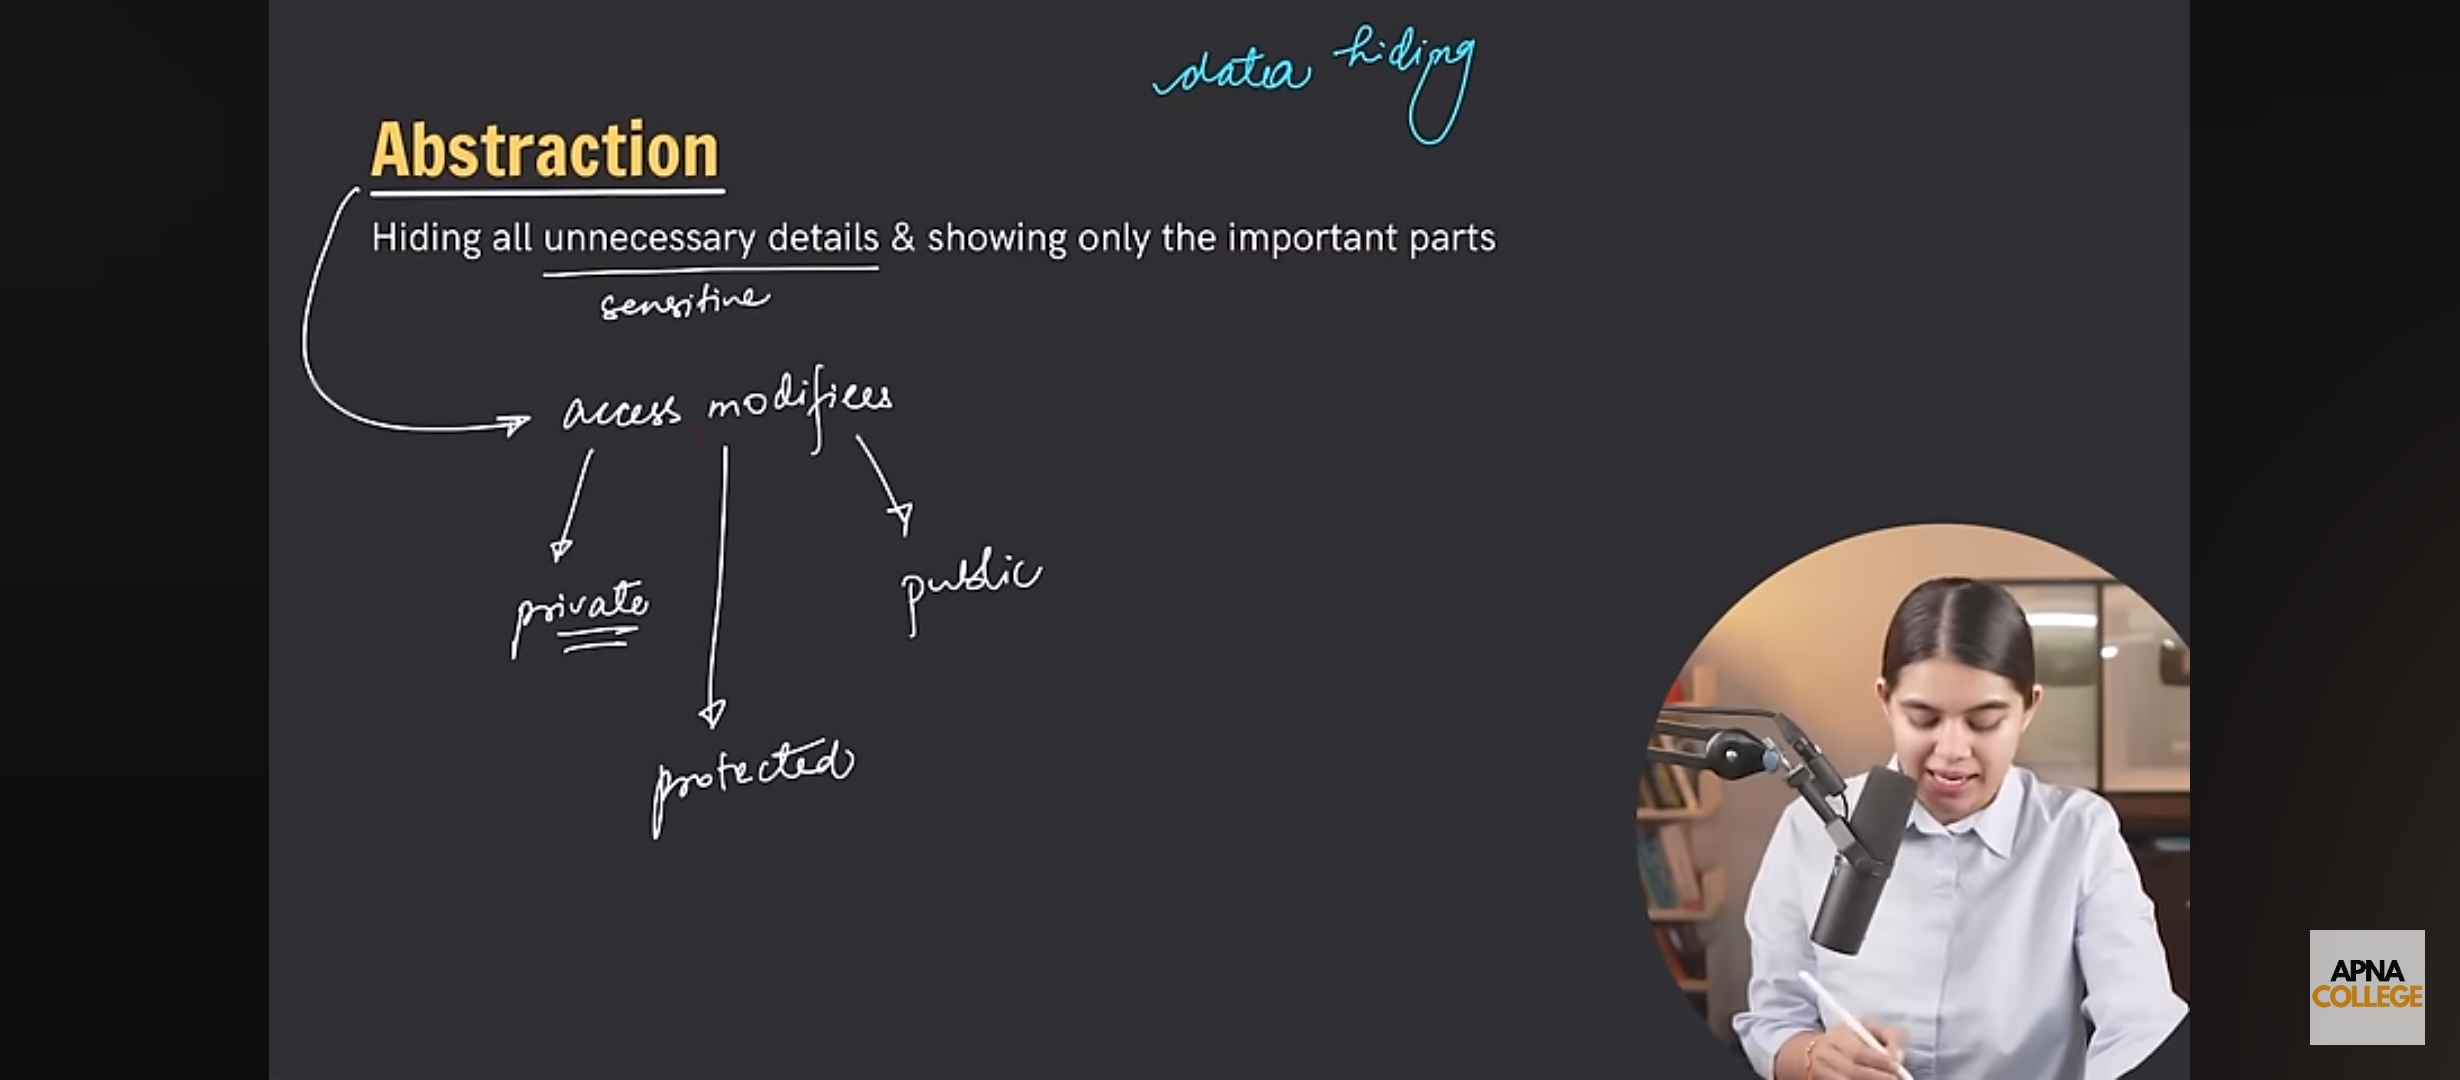 data hiding
Abstraction
Hiding all unnecessary details & showing only the important parts
sensitive
access modifiers
private
public
protected
APNA
COLLEGE